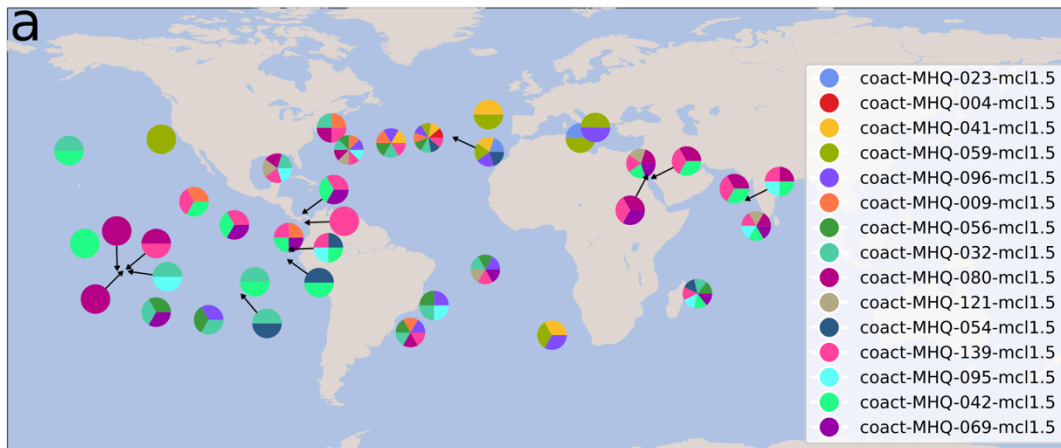 a
coact-MHQ-023-mcl1.5
coact-MHQ-004-mcl1.5
coact-MHQ-041-mcl1.5
coact-MHQ-059-mcl1.5
coact-MHQ-096-mcl1.5
coact-MHQ-009-mcl1.5
coact-MHQ-056-mcl1.5
coact-MHQ-032-mcl1.5
coact-MHQ-080-mcl1.5
coact-MHQ-121-mcl1.5
coact-MHQ-054-mcl1.5
coact-MHQ-139-mcl1.5
coact-MHQ-095-mcl1.5
coact-MHQ-042-mcl1.5
coact-MHQ-069-mcl1.5